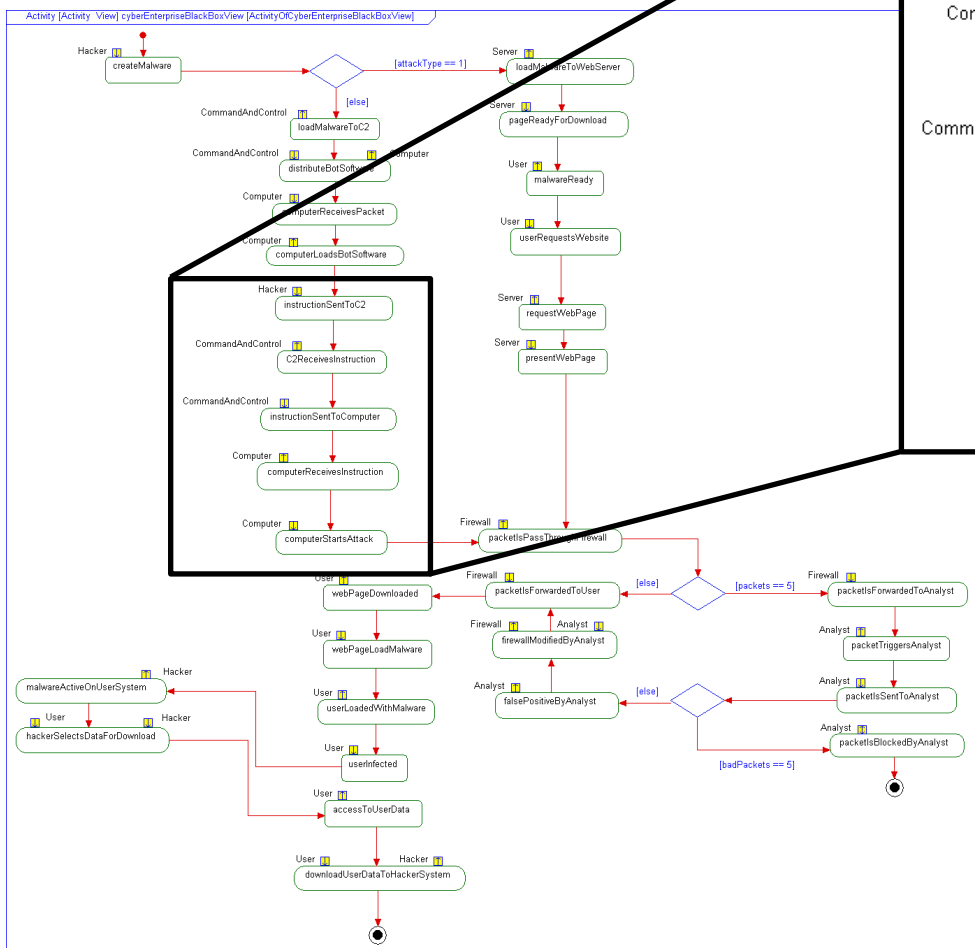 Activity [Activity View] cyberEnterpriseBlackBoxView [ActivityOfCyberEnterpriseBlackBoxView]
Cor
Comm
Hacker
createMalware
[attackType == 1]
[else]
Server
loadMalwareToWebServer
CommandAndControl
loadMalwareToC2
Server
pageReadyForDownload
CommandAndControl
Computer
distributeBotSoftware
User
malwareReady
Computer
computerReceivesPacket
User
userRequestsWebsite
Computer
computerLoadsBotSoftware
Hacker
instructionSentToC2
Server
requestWebPage
CommandAndControl
C2ReceivesInstruction
Server
presentWebPage
CommandAndControl
instructionSentToComputer
Computer
computerReceivesInstruction
Computer
computerStartsAttack
Firewall
packetIsPassThroughFirewall
User
webPageDownloaded
Firewall
packetIsForwardedToUser
[else]
[packets == 5]
Firewall
packetIsForwardedToAnalyst
User
webPageLoadMalware
Firewall
Analyst
firewallModifiedByAnalyst
Analyst
packetTriggersAnalyst
Hacker
malwareActiveOnUserSystem
User
userLoadedWithMalware
Analyst
falsePositiveByAnalyst
[else]
Analyst
packetIsSentToAnalyst
User
Hacker
hackerSelectsDataForDownload
User
userInfected
[badPackets == 5]
Analyst
packetIsBlockedByAnalyst
User
accessToUserData
User
Hacker
downloadUserDataToHackerSystem